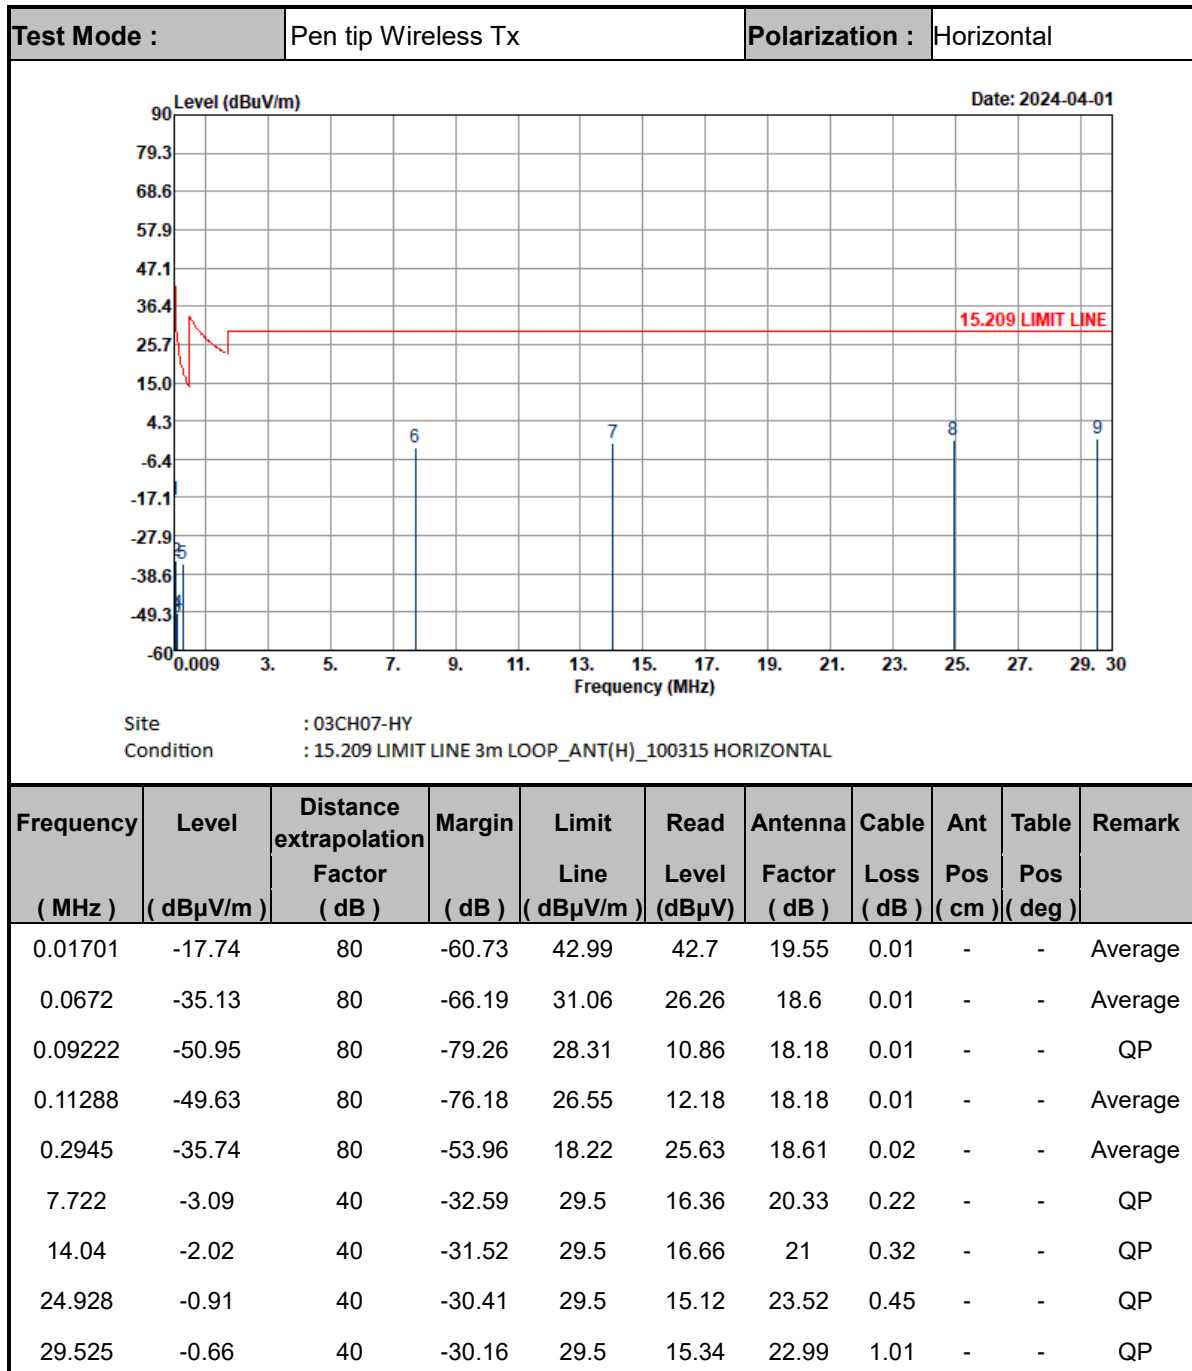 Test Mode : Pen tip Wireless Tx Polarization : Horizontal
Level (dBuV/m) Date: 2024-04-01
90
79.3
68.6
57.9
47.1
36.4
15.209 LIMIT LINE
25.7
15.0
4.3
6 7 8 9
-6.4
-17.1
1
-27.9
2 5
-38.6
4
-49.3
-60
0.009 3. 5. 7. 9. 11. 13. 15. 17. 19. 21. 23. 25. 27. 29. 30
Frequency (MHz)
Site : 03CH07-HY
Condition : 15.209 LIMIT LINE 3m LOOP_ANT(H)_100315 HORIZONTAL
Frequency Level Distance extrapolation Margin Limit Read Antenna Cable Ant Table Remark
Factor Line Level Factor Loss Pos Pos
( MHz ) ( dBµV/m ) ( dB ) ( dB ) ( dBµV/m ) (dBµV) ( dB ) ( dB ) ( cm ) ( deg )
0.01701 -17.74 80 -60.73 42.99 42.7 19.55 0.01 - - Average
0.0672 -35.13 80 -66.19 31.06 26.26 18.6 0.01 - - Average
0.09222 -50.95 80 -79.26 28.31 10.86 18.18 0.01 - - QP
0.11288 -49.63 80 -76.18 26.55 12.18 18.18 0.01 - - Average
0.2945 -35.74 80 -53.96 18.22 25.63 18.61 0.02 - - Average
7.722 -3.09 40 -32.59 29.5 16.36 20.33 0.22 - - QP
14.04 -2.02 40 -31.52 29.5 16.66 21 0.32 - - QP
24.928 -0.91 40 -30.41 29.5 15.12 23.52 0.45 - - QP
29.525 -0.66 40 -30.16 29.5 15.34 22.99 1.01 - - QP